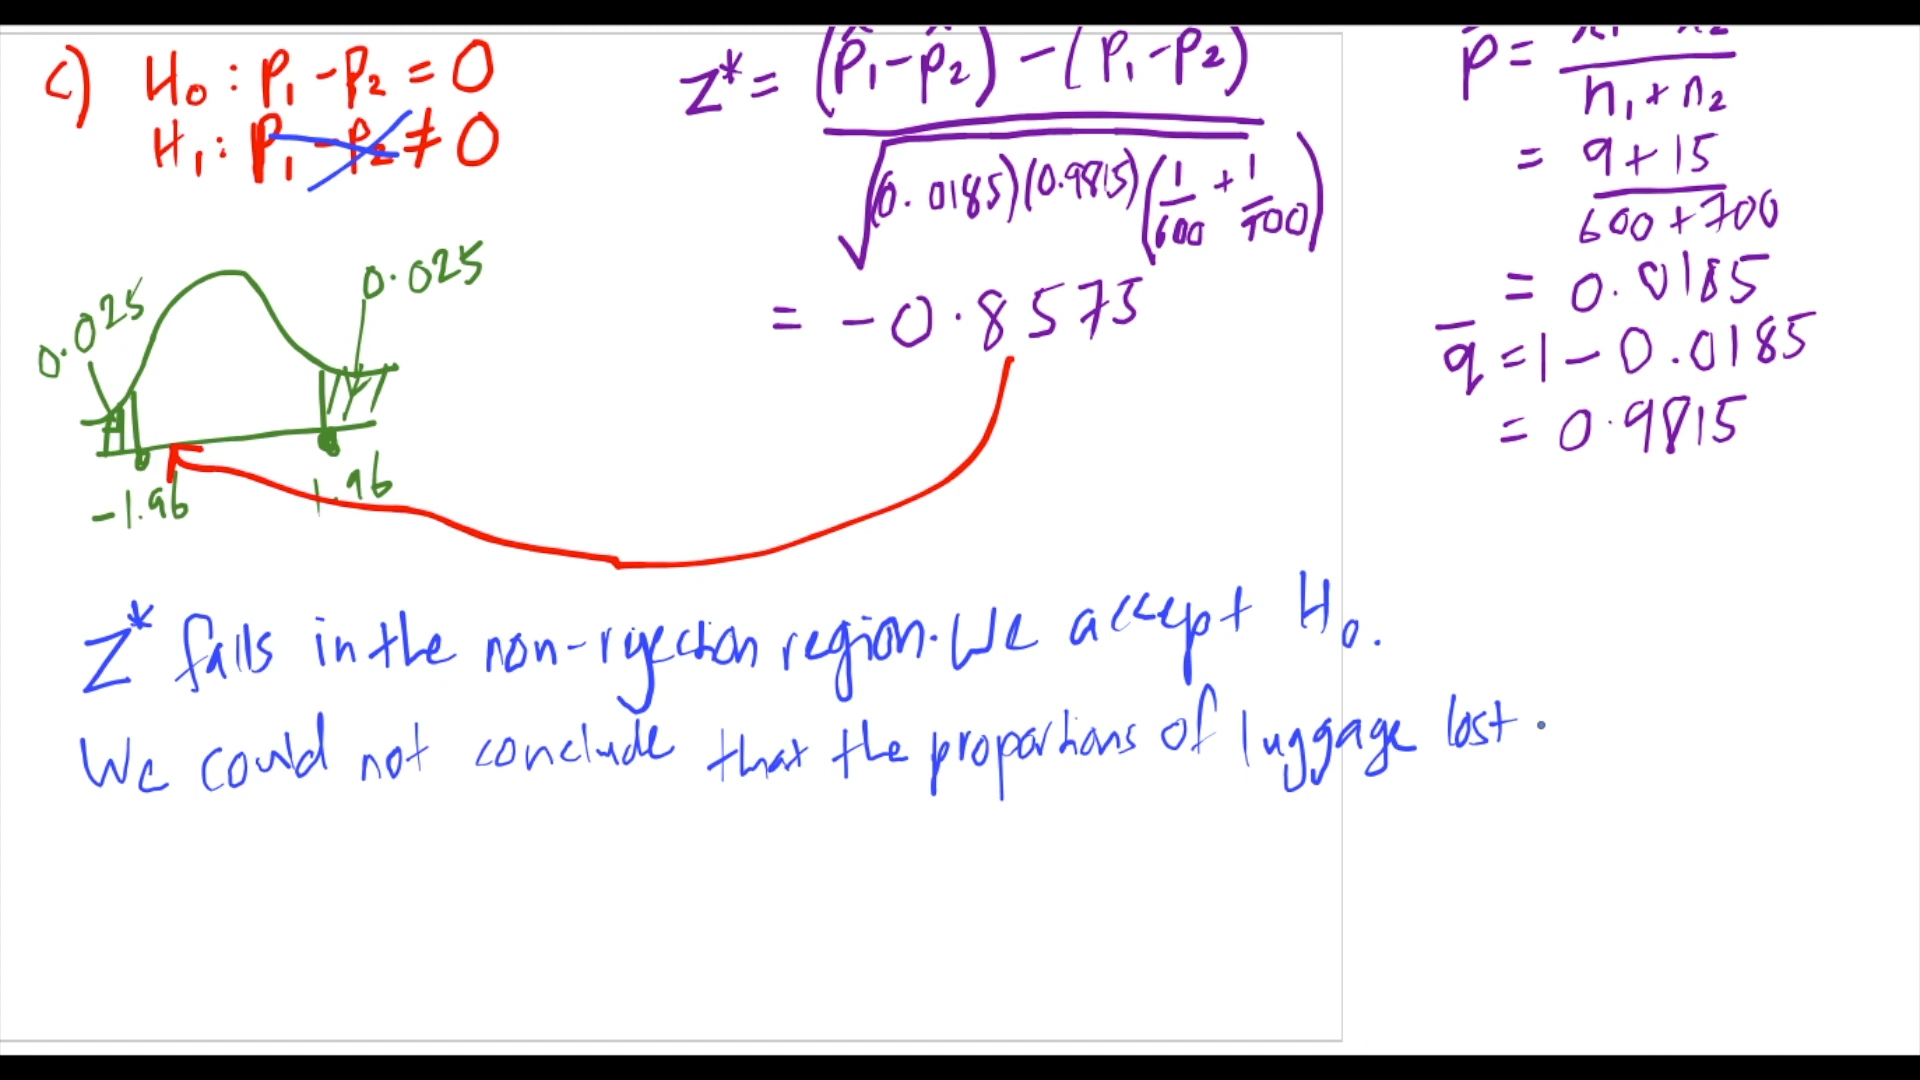 c) H₀ : P₁ - P₂ = 0
H₁ : P₁ - P₂ ≠ 0
Z* = (p̂₁ - p̂₂) - (P₁ - P₂)
√(0.0185)(0.9815)(1/600 + 1/700)
= -0.8573
p̄ =
n₁ + n₂
= 9 + 15
600 + 700
= 0.0185
q̄ = 1 - 0.0185
= 0.9815
0.025
0.025
-1.96
1.96
Z* falls in the non-rejection region. We accept H₀.
We could not conclude that the proportions of luggage lost.